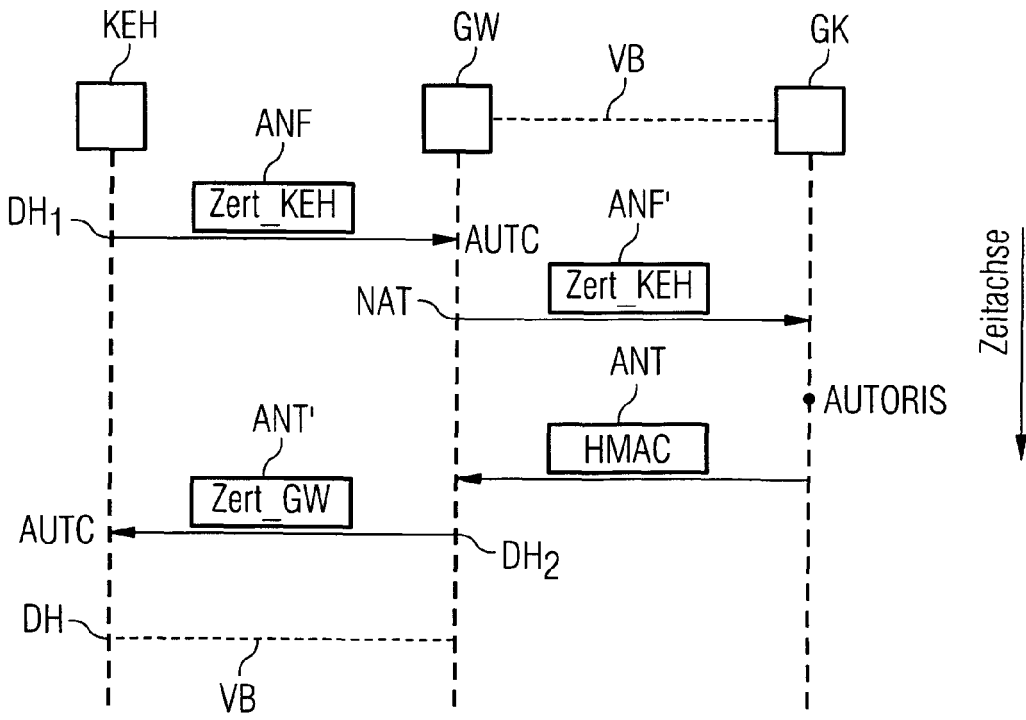 KEH
GW
GK
VB
ANF
Zert_KEH
DH1
AUTC
ANF'
Zert_KEH
NAT
Zeitachse
ANT
AUTORIS
HMAC
ANT'
Zert_GW
AUTC
DH2
DH
VB